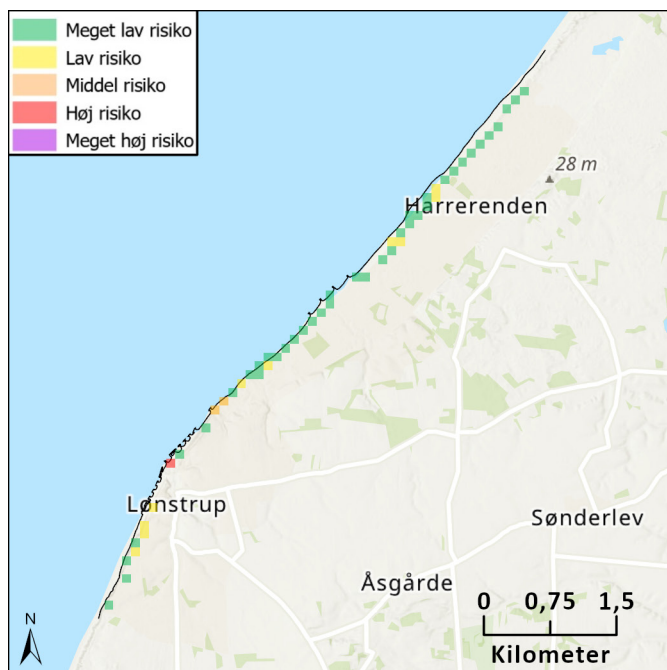 Meget lav risiko
Lav risiko
Middel risiko
Høj risiko
Meget høj risiko
28 m
Harrerenden
Lønstrup
Sønderlev
Åsgårde
0 0,75 1,5
Kilometer
N